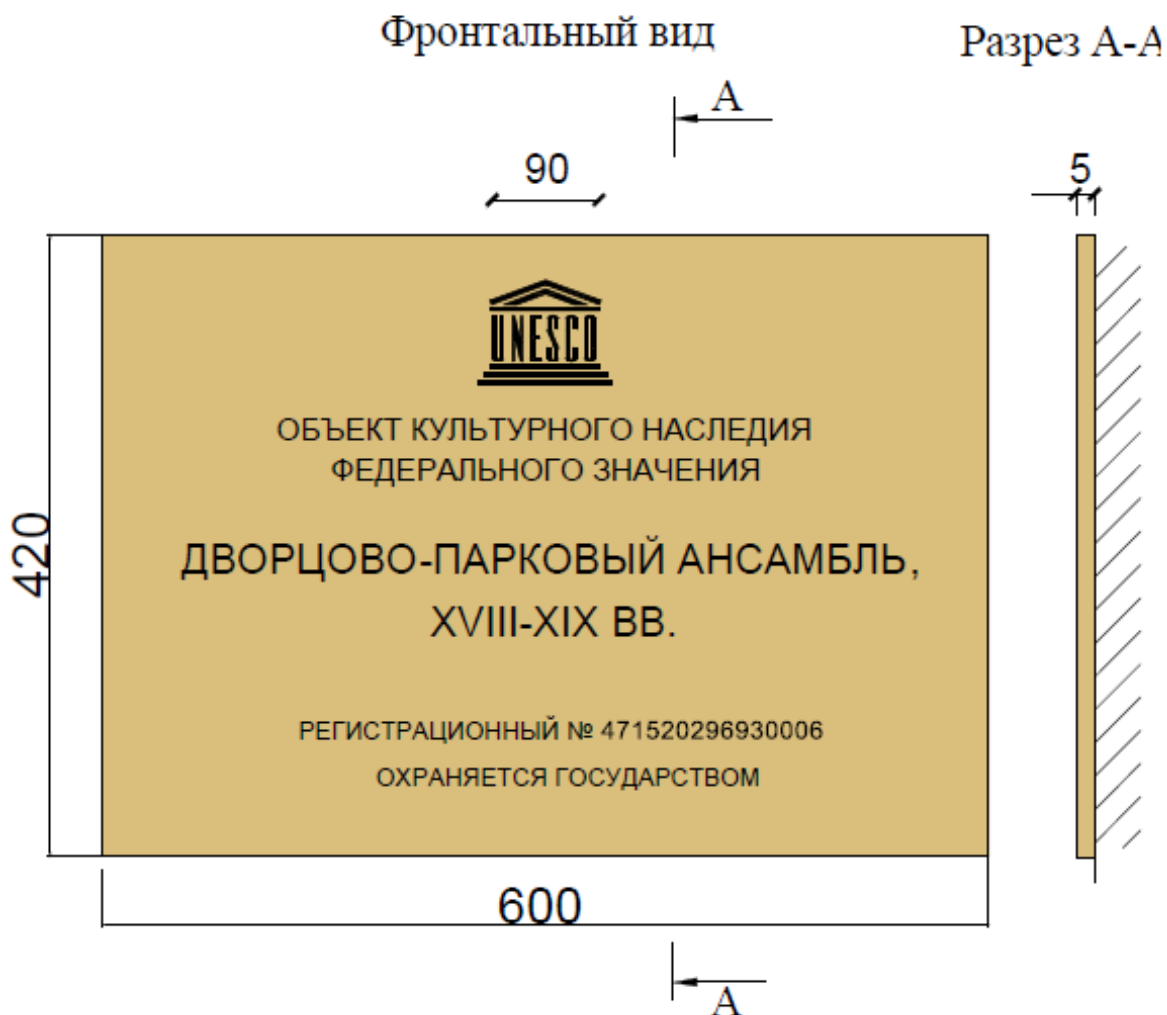 Фронтальный вид
Разрез А-А
А
90
5
UNESCO
ОБЪЕКТ КУЛЬТУРНОГО НАСЛЕДИЯ
ФЕДЕРАЛЬНОГО ЗНАЧЕНИЯ
420
ДВОРЦОВО-ПАРКОВЫЙ АНСАМБЛЬ,
XVIII-XIX ВВ.
РЕГИСТРАЦИОННЫЙ № 471520296930006
ОХРАНЯЕТСЯ ГОСУДАРСТВОМ
600
А